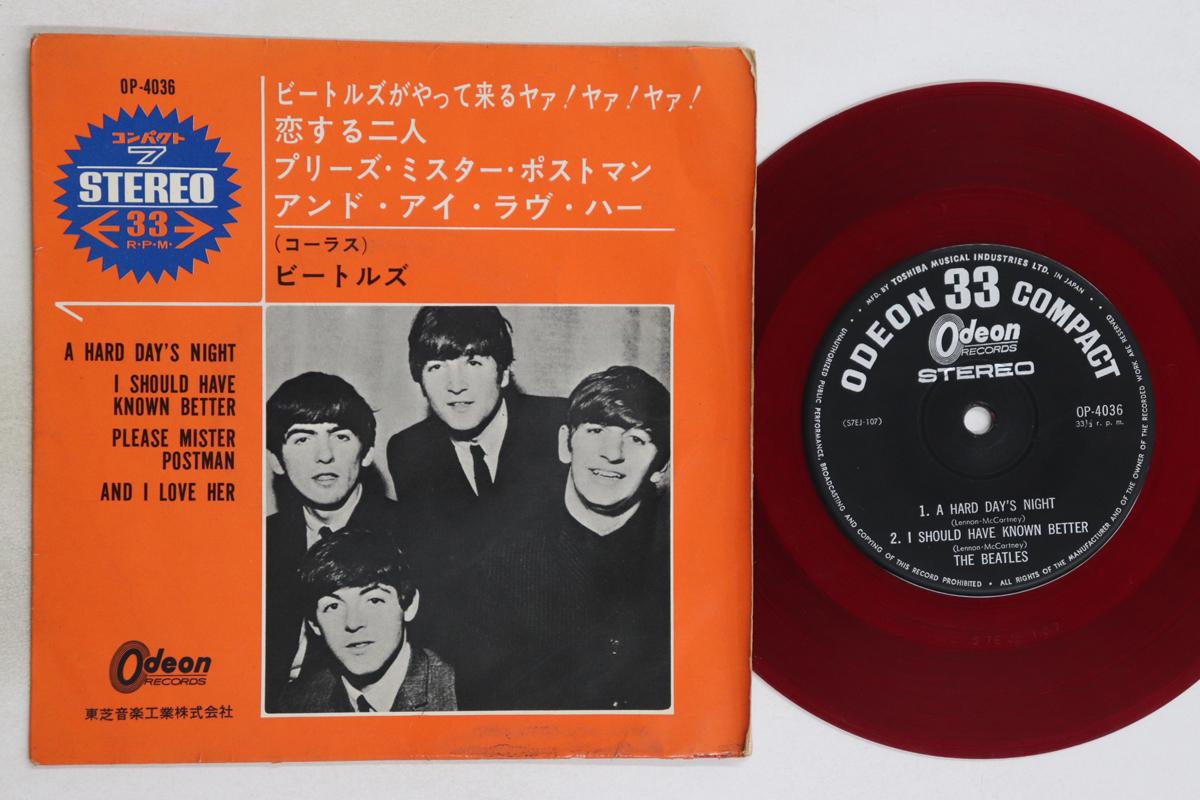 OP-4036
コンパクト
7
STEREO
33
R·P·M·
ビートルズがやって来るヤァ!ヤァ!ヤァ!
恋する二人
プリーズ·ミスター·ポストマン
アンド·アイ·ラヴ·ハー
(コーラス)
ビートルズ
A HARD DAY'S NIGHT
I SHOULD HAVE
KNOWN BETTER
PLEASE MISTER
POSTMAN
AND I LOVE HER
Odeon
RECORDS
東芝音楽工業株式会社
MFD. BY TOSHIBA MUSICAL INDUSTRIES LTD. IN JAPAN
ODEON 33 COMPACT
Odeon
RECORDS
STEREO
(S7EJ-107)
OP-4036
33⅓ r. p. m.
1. A HARD DAY'S NIGHT
(Lennon-McCartney)
2. I SHOULD HAVE KNOWN BETTER
(Lennon-McCartney)
THE BEATLES
UNAUTHORIZED PUBLIC PERFORMANCE, BROADCASTING AND COPYING OF THIS RECORD PROHIBITED • ALL RIGHTS OF THE MANUFACTURER AND OF THE OWNER OF THE RECORDED WORK ARE RESERVED